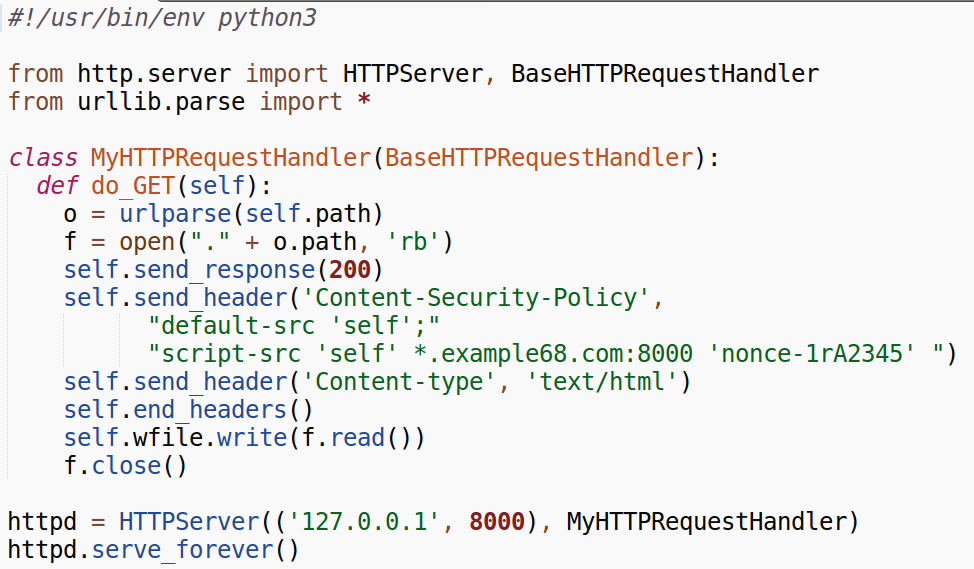 #!/usr/bin/env python3

from http.server import HTTPServer, BaseHTTPRequestHandler
from urllib.parse import *

class MyHTTPRequestHandler(BaseHTTPRequestHandler):
  def do_GET(self):
    o = urlparse(self.path)
    f = open("." + o.path, 'rb')
    self.send_response(200)
    self.send_header('Content-Security-Policy',
          "default-src 'self';"
          "script-src 'self' *.example68.com:8000 'nonce-1rA2345' ")
    self.send_header('Content-type', 'text/html')
    self.end_headers()
    self.wfile.write(f.read())
    f.close()

httpd = HTTPServer(('127.0.0.1', 8000), MyHTTPRequestHandler)
httpd.serve_forever()